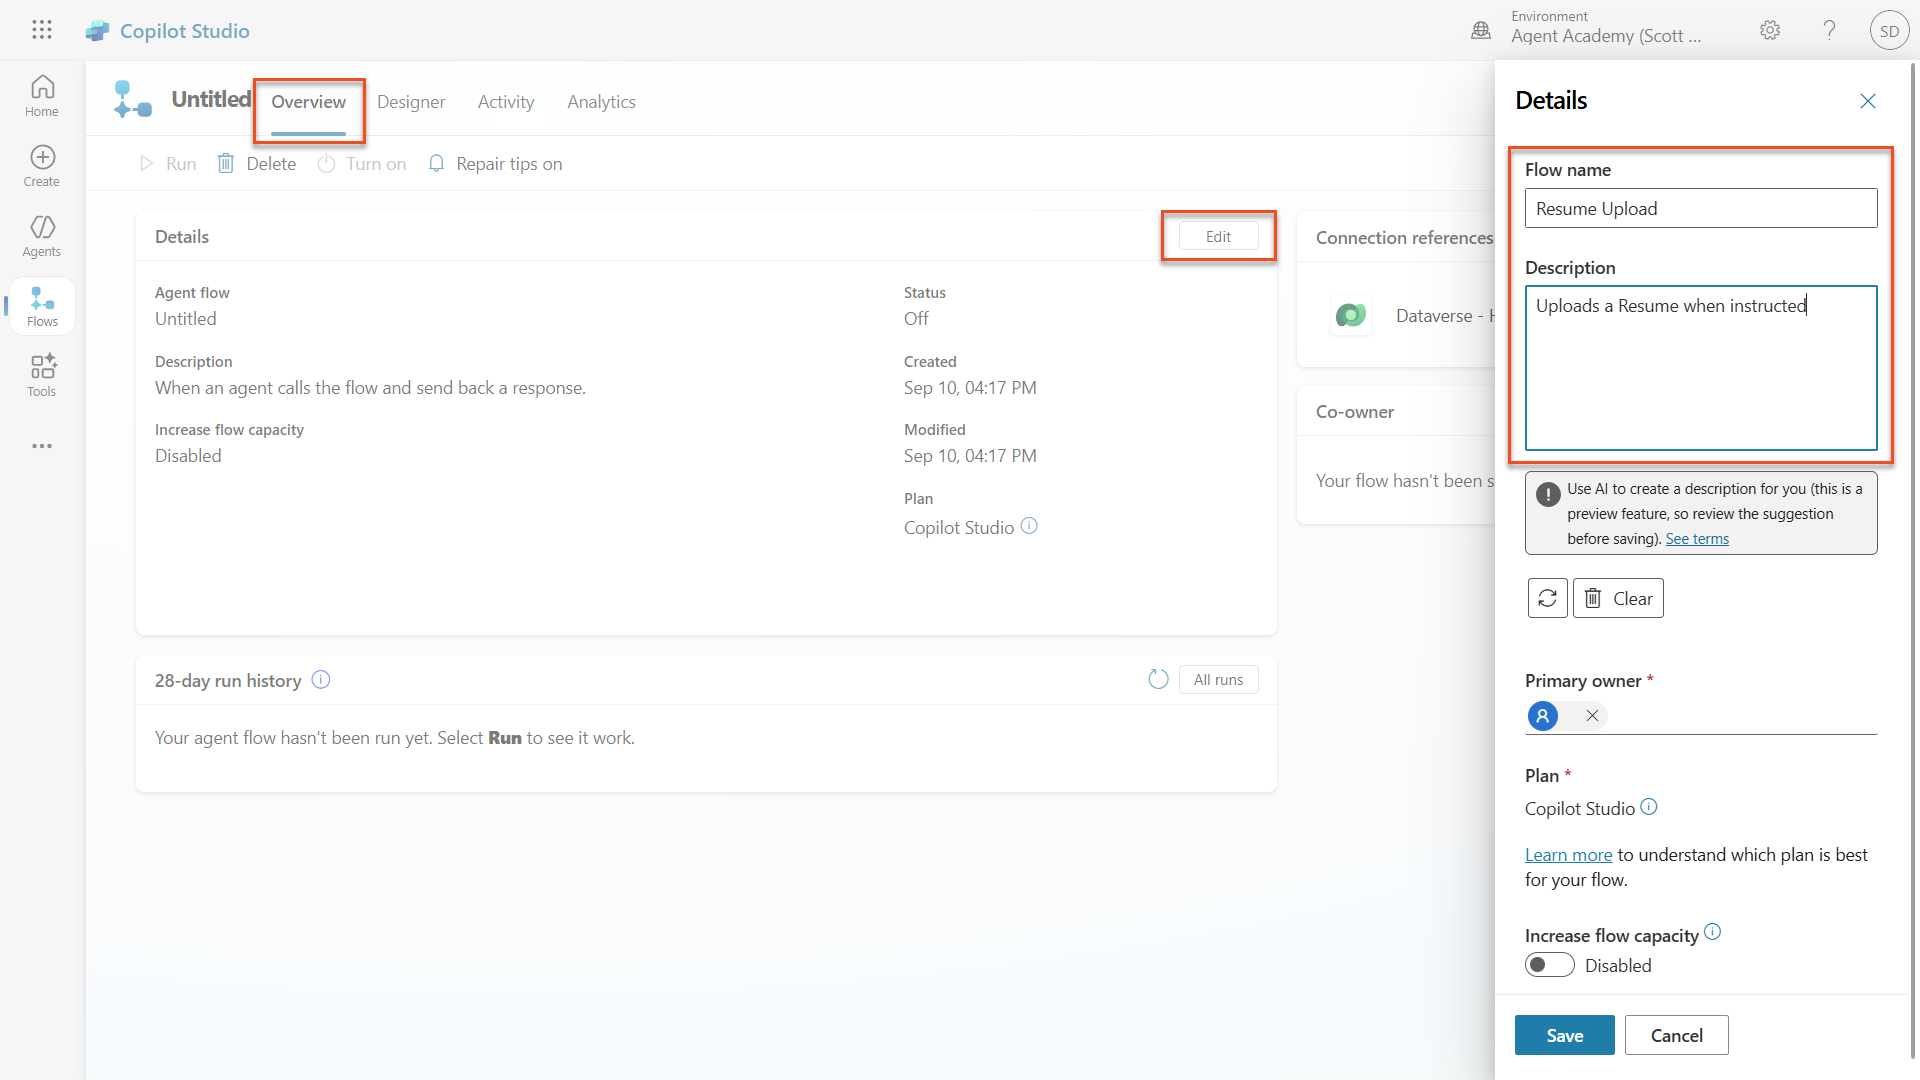 Copilot Studio
Environment
Agent Academy (Scott ...
SD
Home
Create
Agents
Flows
Tools
Untitled
Overview
Designer
Activity
Analytics
Run
Delete
Turn on
Repair tips on
Details
Edit
Agent flow
Untitled
Description
When an agent calls the flow and send back a response.
Increase flow capacity
Disabled
Status
Off
Created
Sep 10, 04:17 PM
Modified
Sep 10, 04:17 PM
Plan
Copilot Studio
28-day run history
All runs
Your agent flow hasn't been run yet. Select Run to see it work.
Connection references
Dataverse -
Co-owner
Your flow hasn't been
Details
Flow name
Resume Upload
Description
Uploads a Resume when instructed
Use AI to create a description for you (this is a
preview feature, so review the suggestion
before saving). See terms
Clear
Primary owner *
Plan *
Copilot Studio
Learn more to understand which plan is best
for your flow.
Increase flow capacity
Disabled
Save
Cancel